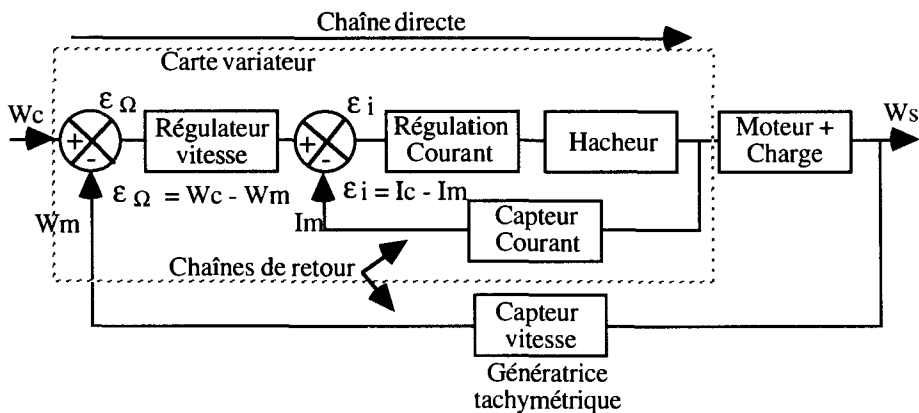 Chaîne directe
Carte variateur
Wc
ε Ω
ε i
Ws
+
-
Régulateur
vitesse
+
-
Régulation
Courant
Hacheur
Moteur +
Charge
ε Ω = Wc - Wm
εi = Ic - Im
Wm
Im
Capteur
Courant
Chaînes de retour
Capteur
vitesse
Génératrice
tachymétrique